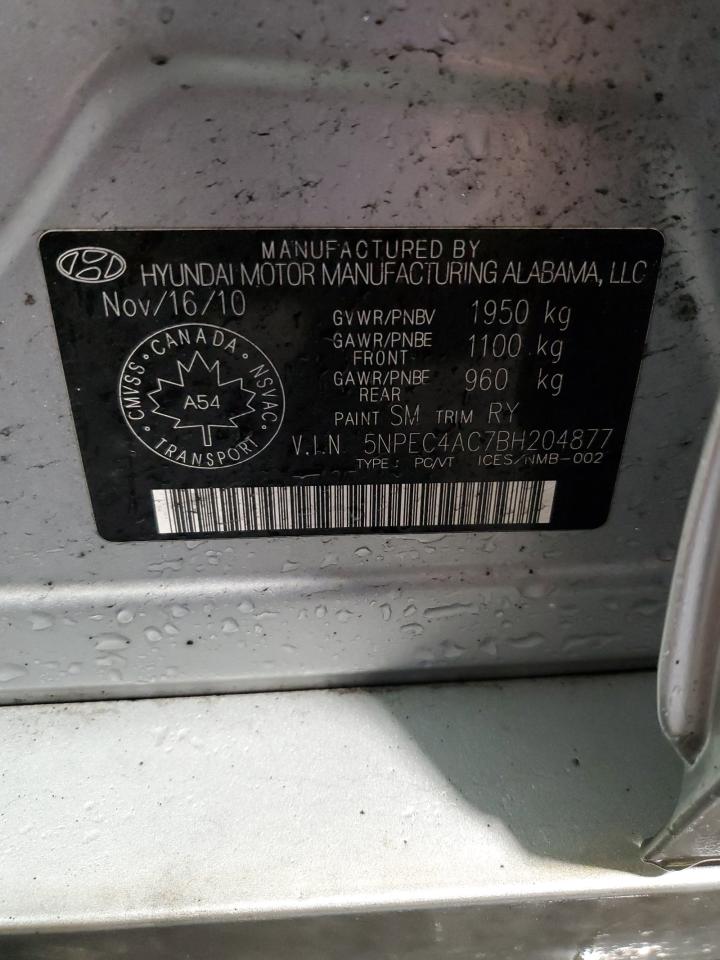 MANUFACTURED BY
HYUNDAI MOTOR MANUFACTURING ALABAMA, LLC
Nov/16/10
GVWR/PNBV 1950 kg
GAWR/PNBE FRONT 1100 kg
GAWR/PNBE REAR 960 kg
PAINT SM TRIM RY
V.I.N 5NPEC4AC7BH204877
TYPE: PC/VT ICES/NMB-002
CMVSS • CANADA • NSVAC • TRANSPORT •
A54